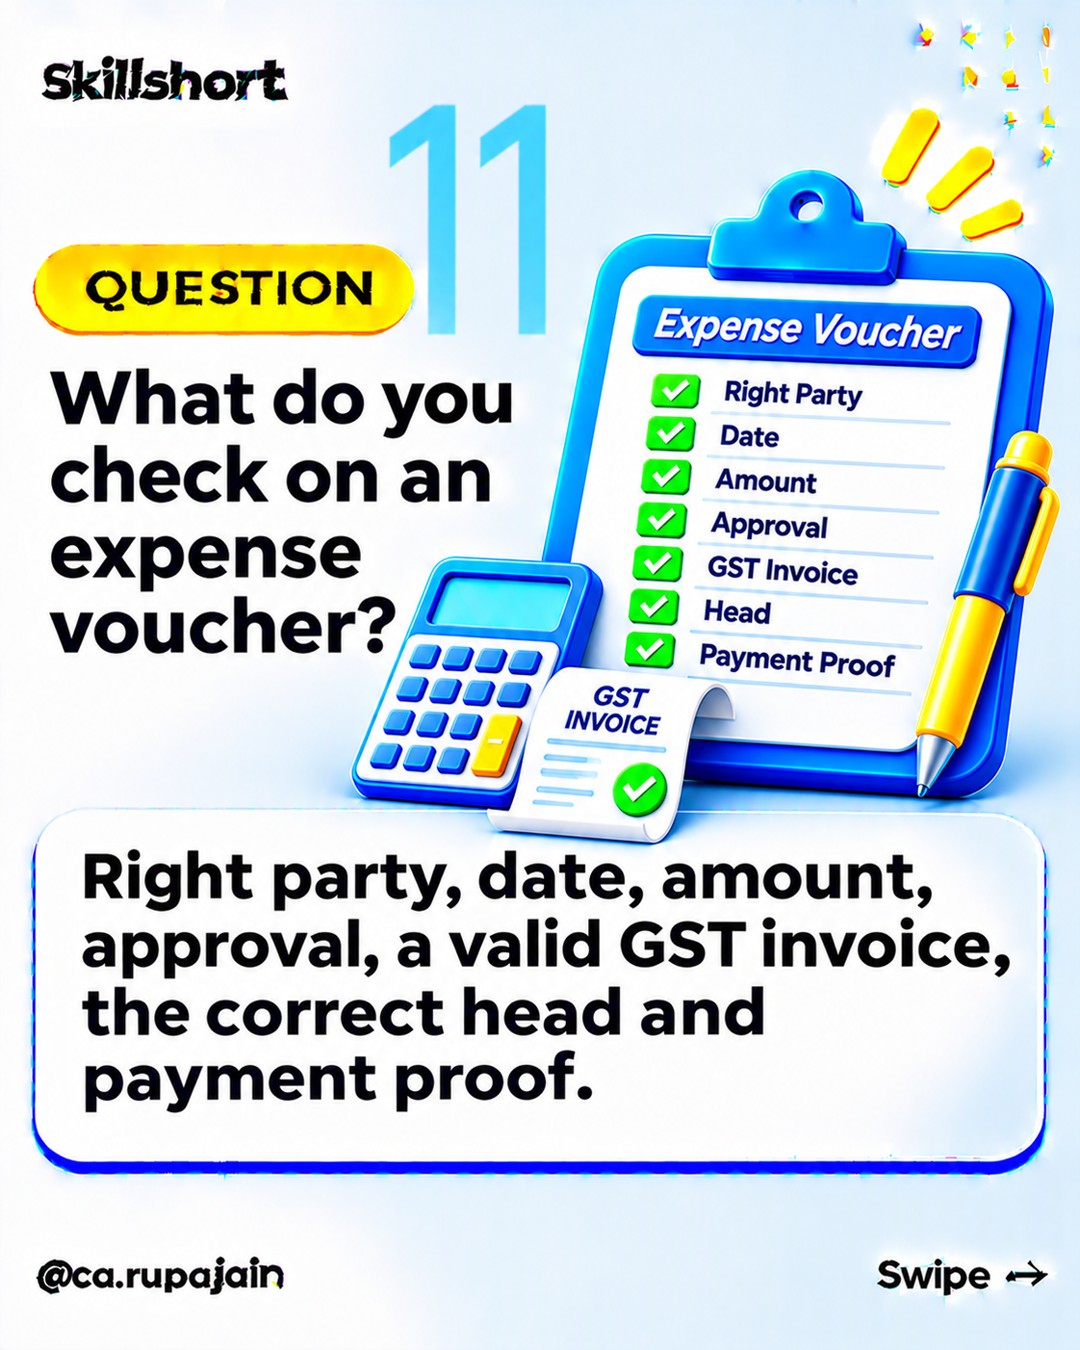 Skillshort
11
QUESTION
What do you
check on an
expense
voucher?
Expense Voucher
Right Party
Date
Amount
Approval
GST Invoice
Head
Payment Proof
GST
INVOICE
Right party, date, amount,
approval, a valid GST invoice,
the correct head and
payment proof.
@ca.rupajain
Swipe →